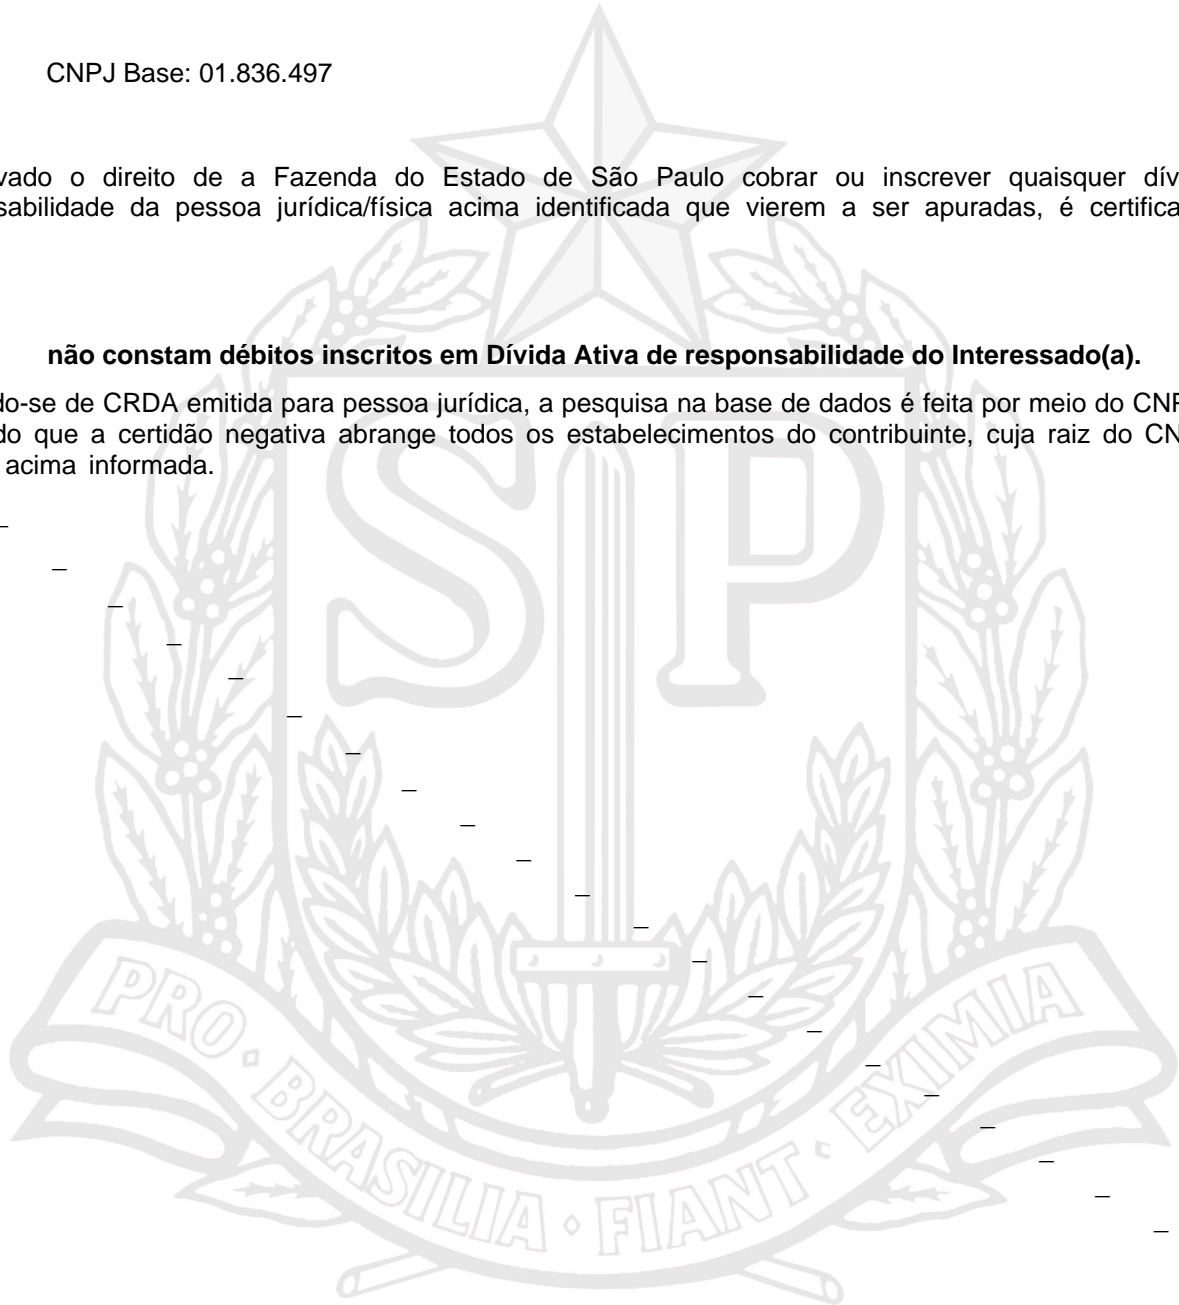 CNPJ Base: 01.836.497
vado o direito de a Fazenda do Estado de São Paulo cobrar ou inscrever quaisquer dív
sabilidade da pessoa jurídica/física acima identificada que vierem a ser apuradas, é certifica
não constam débitos inscritos em Dívida Ativa de responsabilidade do Interessado(a).
do-se de CRDA emitida para pessoa jurídica, a pesquisa na base de dados é feita por meio do CNP
do que a certidão negativa abrange todos os estabelecimentos do contribuinte, cuja raiz do CN
acima informada.
SP
PRO · BRASILIA · FIANT · EXIMIA